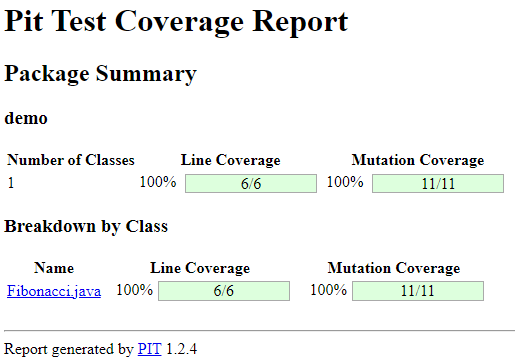 Pit Test Coverage Report
Package Summary
demo
Number of Classes Line Coverage Mutation Coverage
1 100% 6/6 100% 11/11
Breakdown by Class
Name Line Coverage Mutation Coverage
Fibonacci.java 100% 6/6 100% 11/11
Report generated by PIT 1.2.4